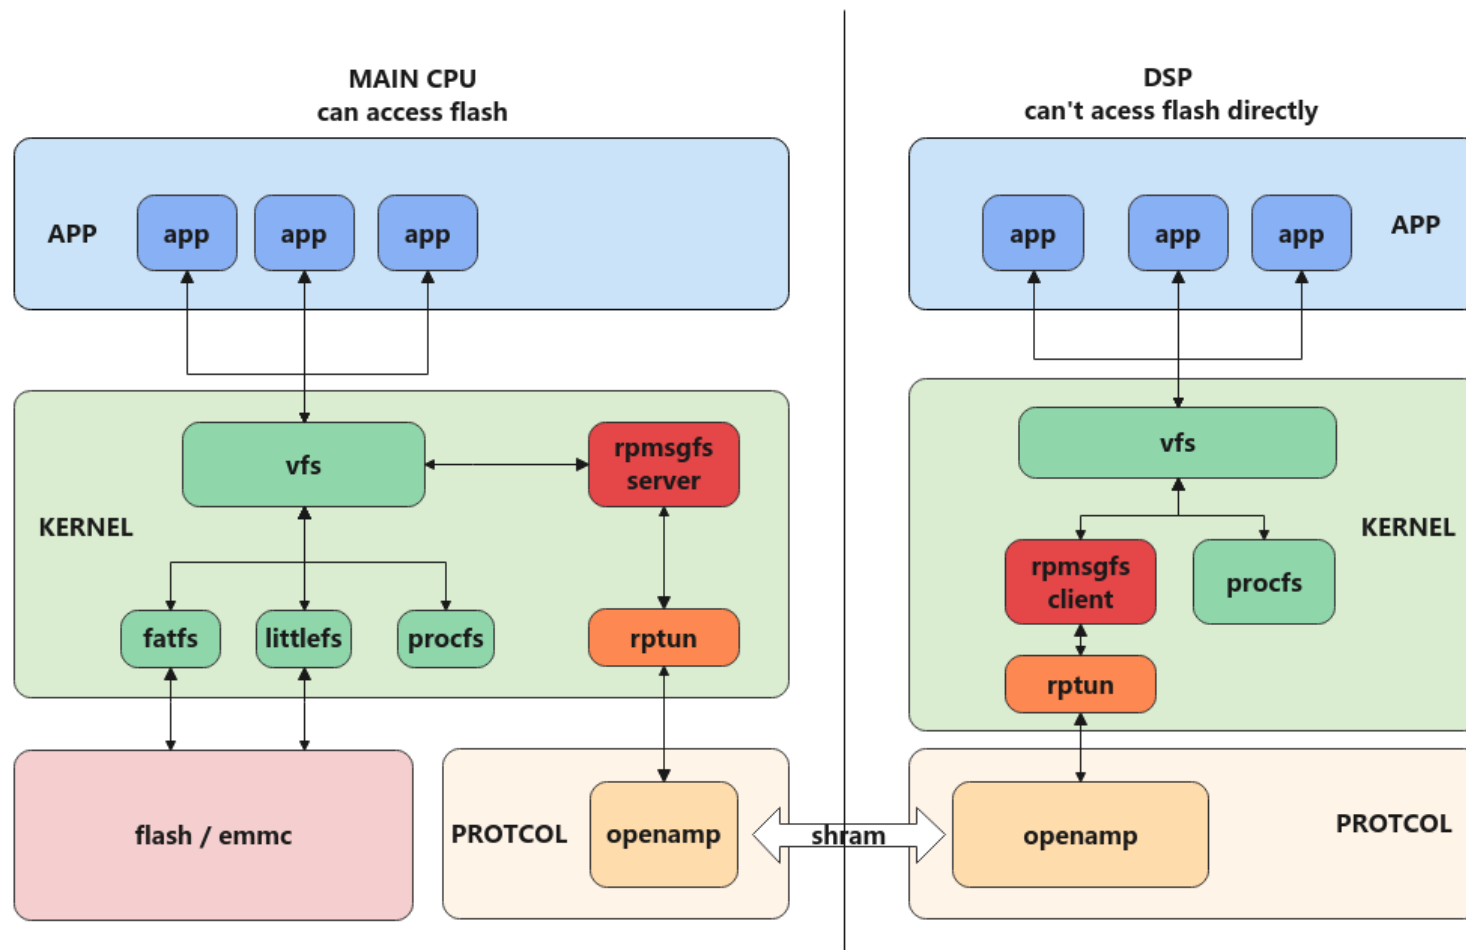 MAIN CPU
can access flash
APP
app
app
app
KERNEL
vfs
rpmsgfs
server
fatfs
littlefs
procfs
rptun
flash / emmc
PROTCOL
openamp
shram
DSP
can't acess flash directly
app
app
app
APP
vfs
KERNEL
rpmsgfs
client
procfs
rptun
openamp
PROTCOL